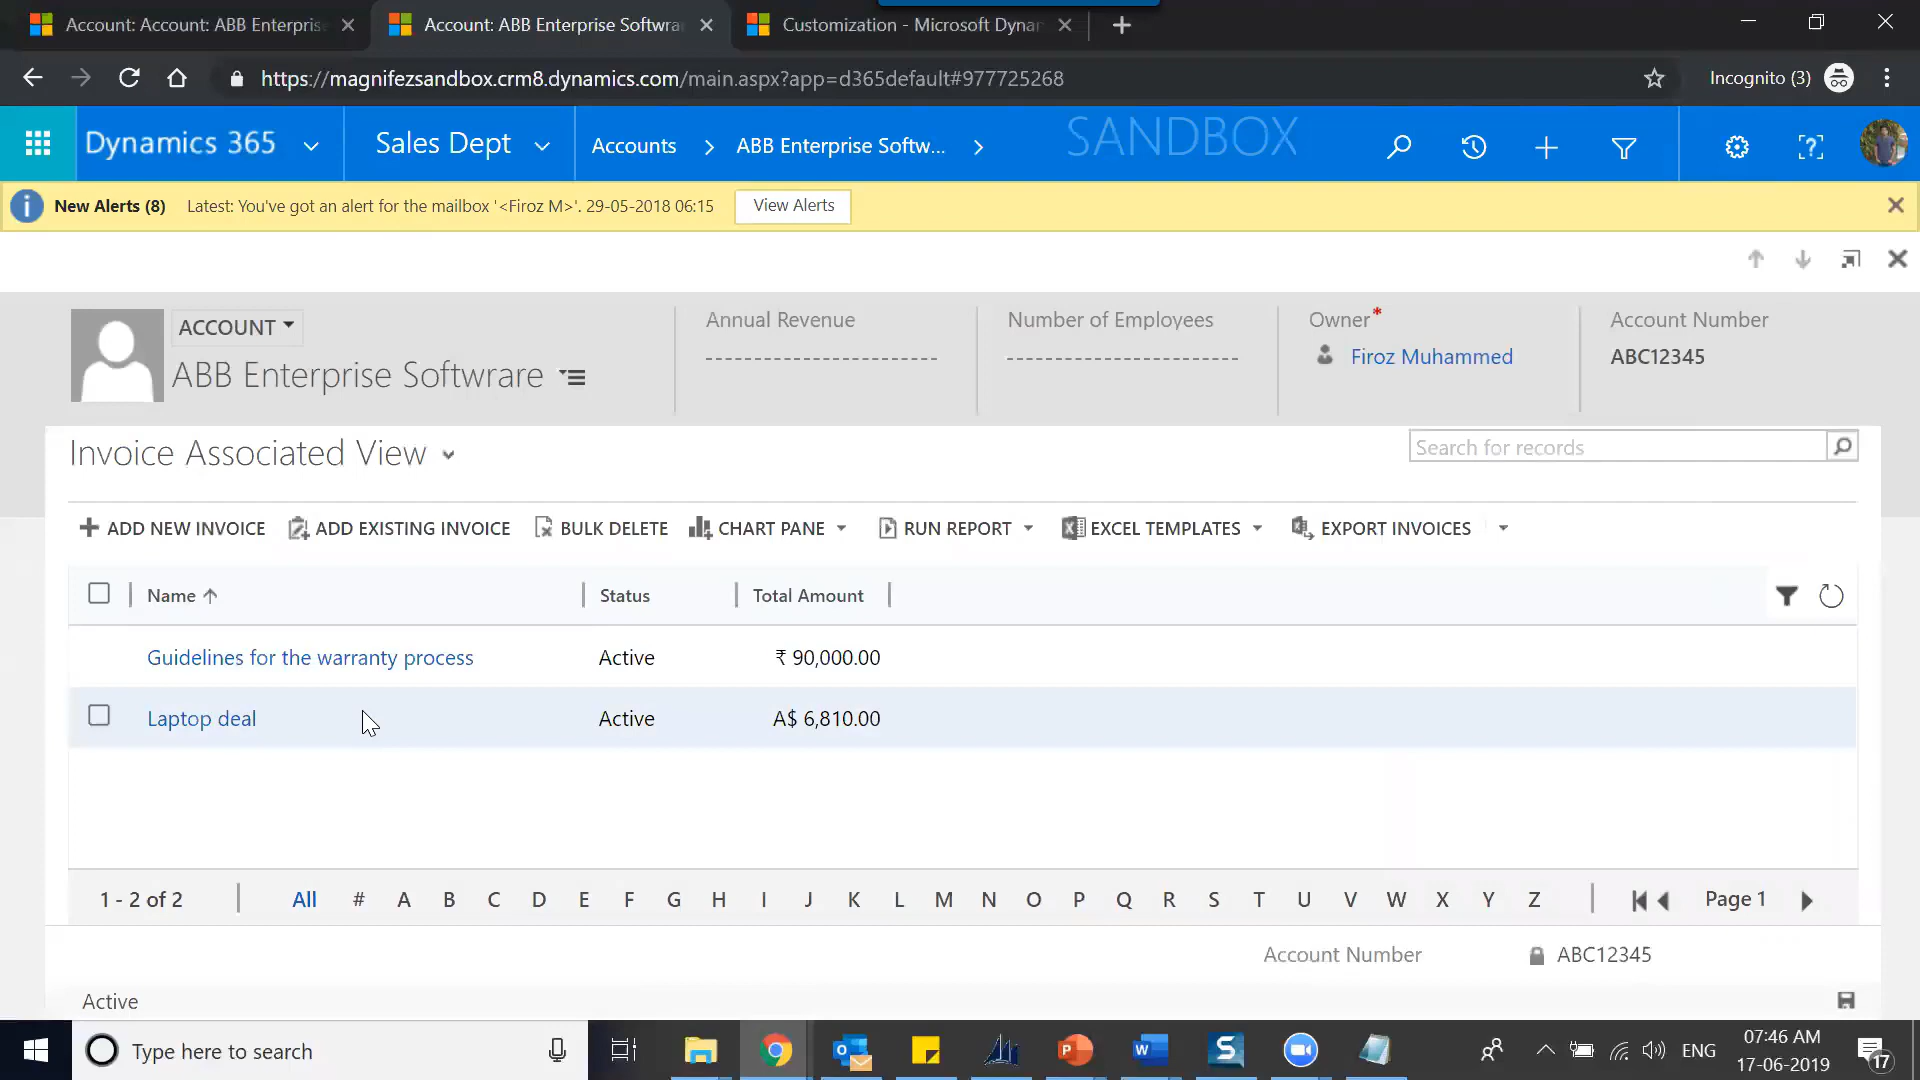 Account: Account: ABB Enterprise
Account: ABB Enterprise Softwra
Customization - Microsoft Dynar
https://magnifezsandbox.crm8.dynamics.com/main.aspx?app=d365default#977725268
Incognito (3)
Dynamics 365
Sales Dept
Accounts
ABB Enterprise Softw...
SANDBOX
New Alerts (8)
Latest: You've got an alert for the mailbox '<Firoz M>'. 29-05-2018 06:15
View Alerts
ACCOUNT
ABB Enterprise Softwrare
Annual Revenue
Number of Employees
Owner*
Firoz Muhammed
Account Number
ABC12345
Invoice Associated View
Search for records
ADD NEW INVOICE
ADD EXISTING INVOICE
BULK DELETE
CHART PANE
RUN REPORT
EXCEL TEMPLATES
EXPORT INVOICES
Name
Status
Total Amount
Guidelines for the warranty process
Active
₹ 90,000.00
Laptop deal
Active
A$ 6,810.00
1 - 2 of 2
All # A B C D E F G H I J K L M N O P Q R S T U V W X Y Z
Page 1
Account Number
ABC12345
Active
Type here to search
ENG
07:46 AM
17-06-2019
17